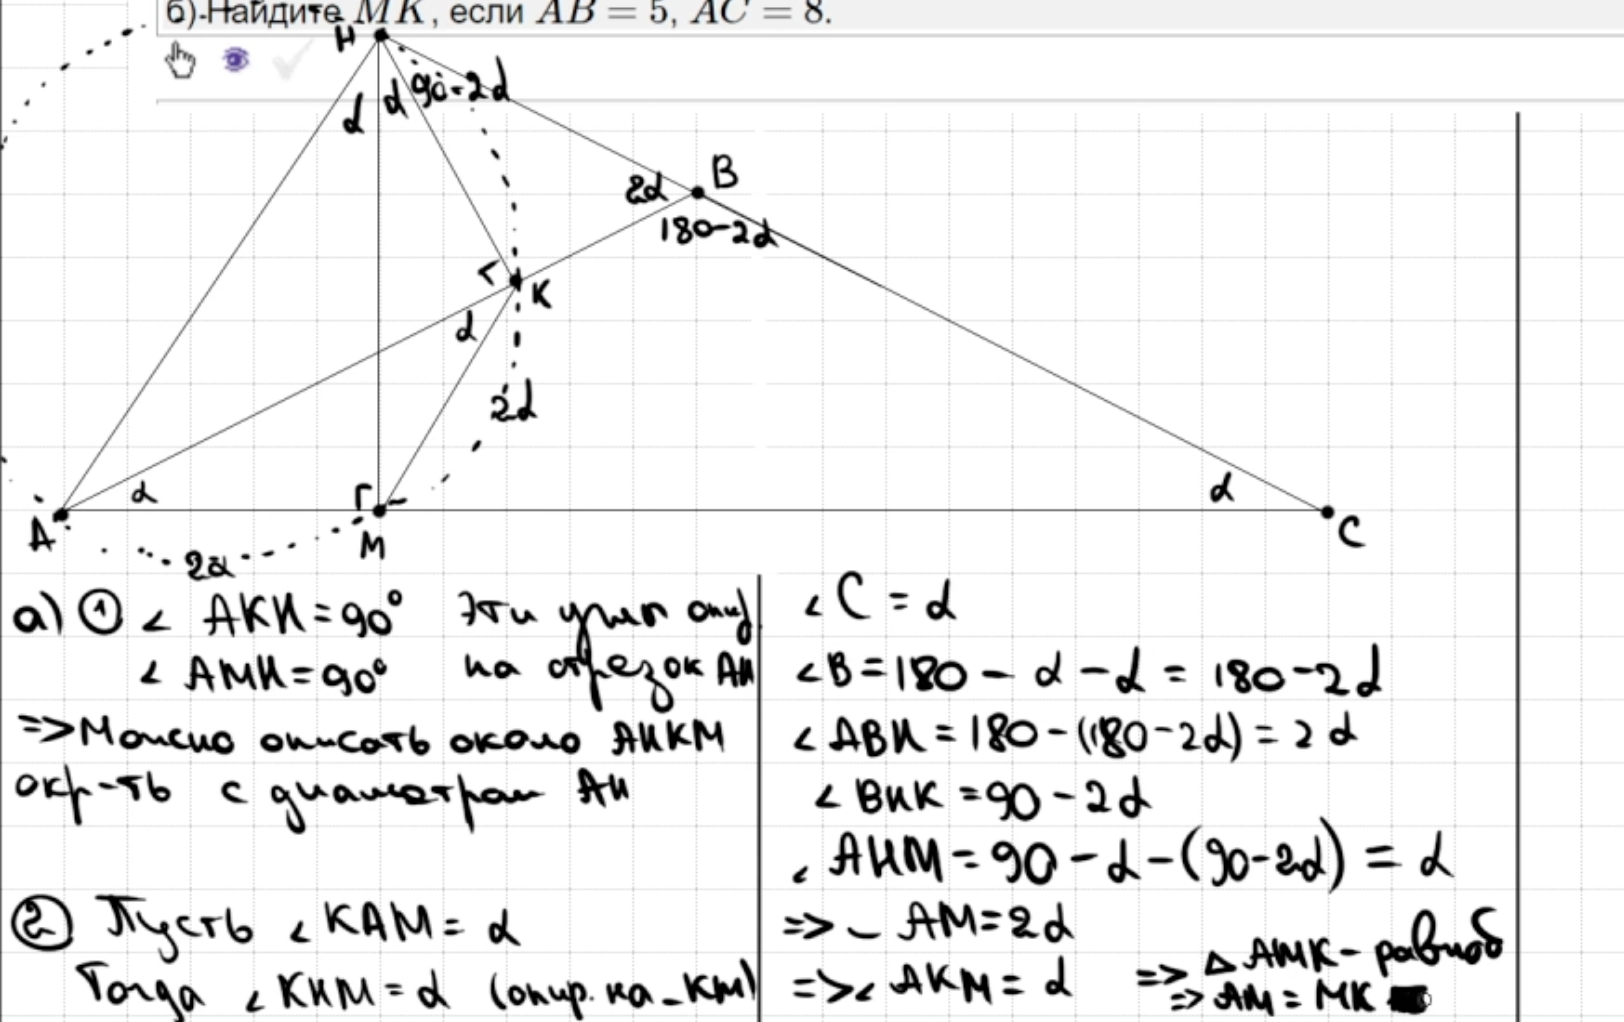 б) Найдите MK, если AB = 5, AC = 8.
H
α α 90-2α
B
2α
180-2α
K
α
2α
α
α
A
M
C
2α
а) ① ∠ AKH = 90° Эти углы опир.
∠ AMH = 90° на отрезок AH
=> Можно описать около AHKM
окр-ть с диаметром AH
② Пусть ∠ KAM = α
Тогда ∠ KHM = α (опир. на ◡ KM)
∠ C = α
∠ B = 180 - α - α = 180-2α
∠ ABH = 180 - (180-2α) = 2α
∠ BHK = 90 - 2α
∠ AHM = 90 - α - (90-2α) = α
=> ◡ AM = 2α
=> ∠ AKM = α
=> △ AMK - равноб
=> AM = MK